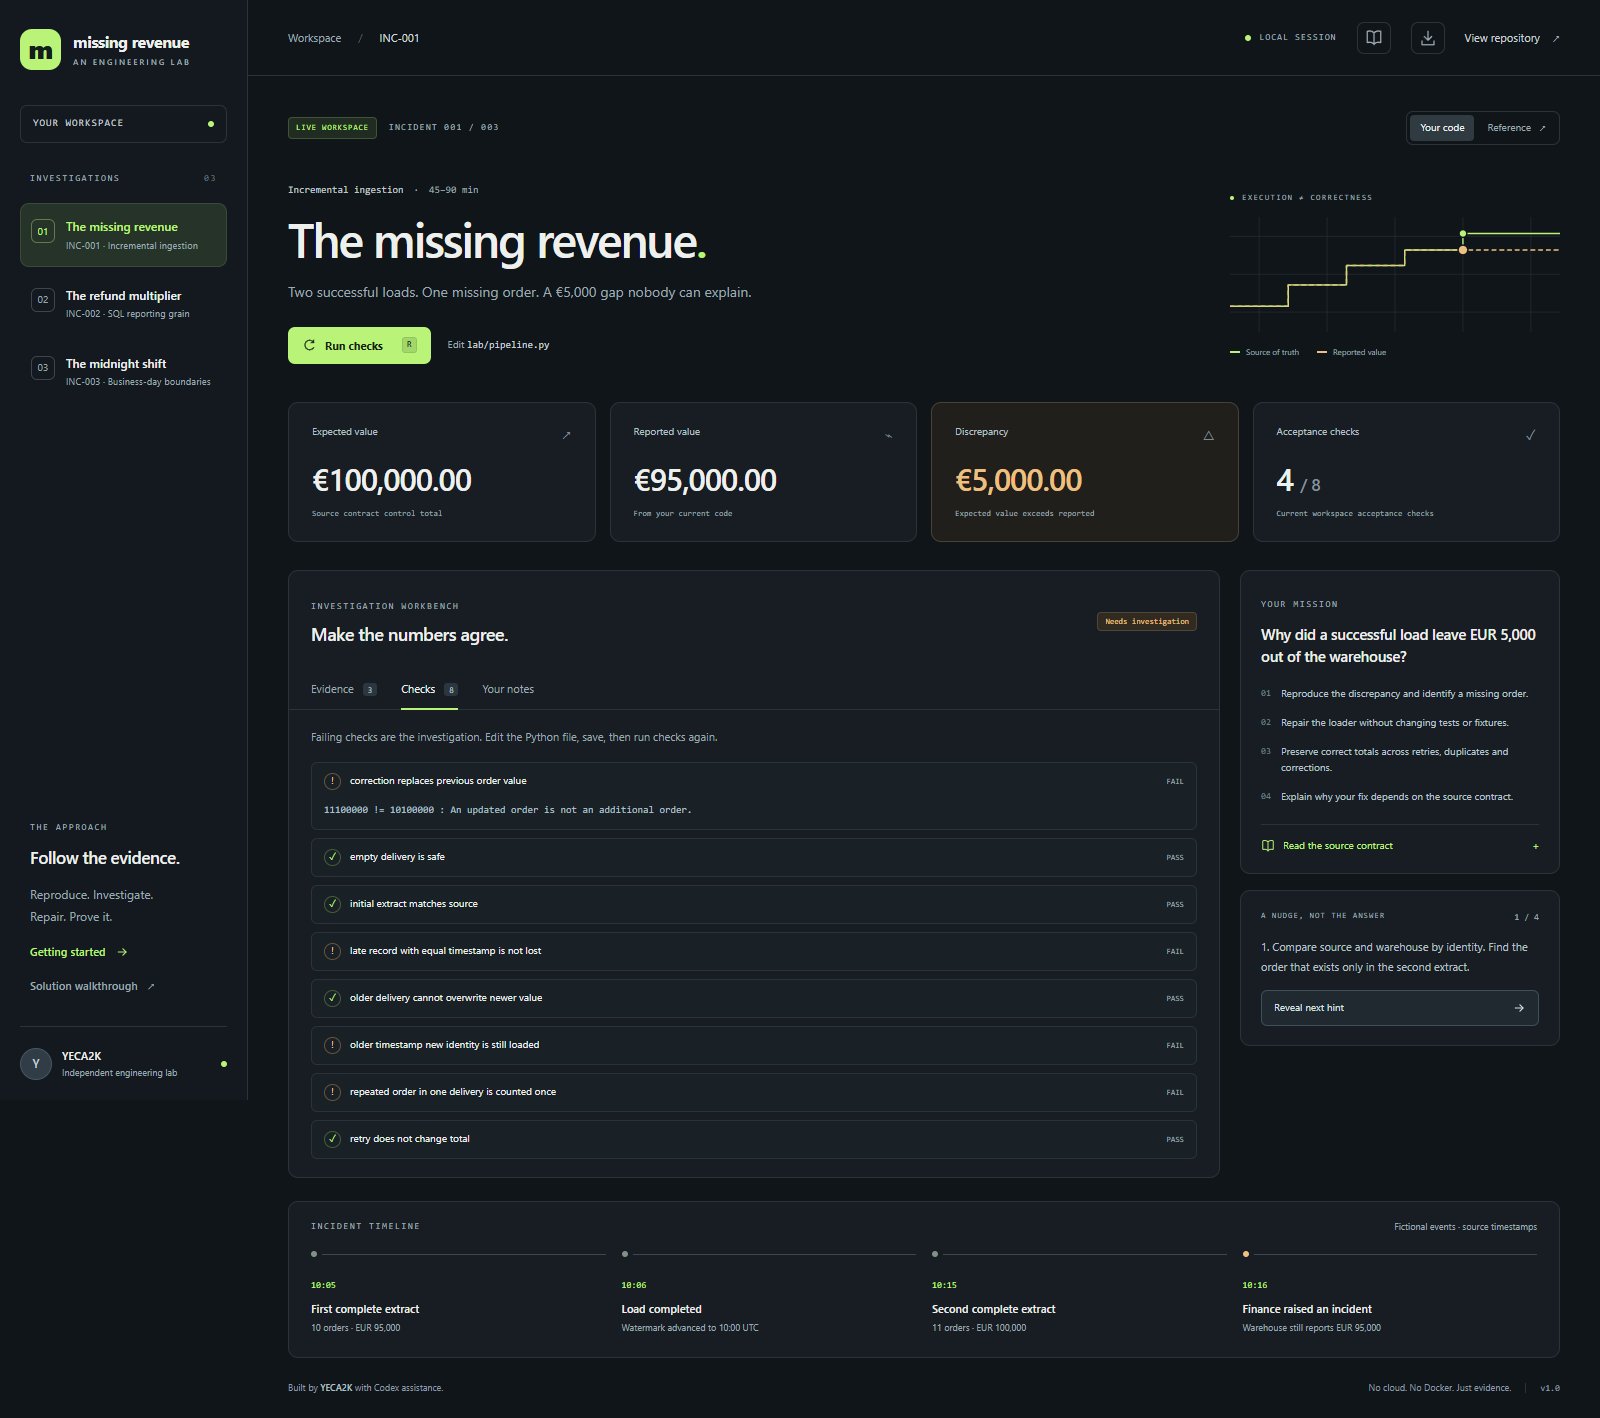 m
missing revenue
AN ENGINEERING LAB
YOUR WORKSPACE
INVESTIGATIONS 03
01 The missing revenue
INC-001 · Incremental ingestion
02 The refund multiplier
INC-002 · SQL reporting grain
03 The midnight shift
INC-003 · Business-day boundaries
THE APPROACH
Follow the evidence.
Reproduce. Investigate.
Repair. Prove it.
Getting started →
Solution walkthrough ↗
Y YECA2K
Independent engineering lab
Workspace / INC-001
LOCAL SESSION
View repository ↗
LIVE WORKSPACE INCIDENT 001 / 003
Your code Reference ↗
Incremental ingestion · 45–90 min
The missing revenue.
Two successful loads. One missing order. A €5,000 gap nobody can explain.
Run checks R Edit lab/pipeline.py
EXECUTION ≠ CORRECTNESS
Source of truth Reported value
Expected value ↗
€100,000.00
Source contract control total
Reported value
€95,000.00
From your current code
Discrepancy △
€5,000.00
Expected value exceeds reported
Acceptance checks ✓
4 / 8
Current workspace acceptance checks
INVESTIGATION WORKBENCH
Make the numbers agree.
Needs investigation
Evidence 3 Checks 8 Your notes
Failing checks are the investigation. Edit the Python file, save, then run checks again.
! correction replaces previous order value FAIL
11100000 != 10100000 : An updated order is not an additional order.
✓ empty delivery is safe PASS
✓ initial extract matches source PASS
! late record with equal timestamp is not lost FAIL
✓ older delivery cannot overwrite newer value PASS
! older timestamp new identity is still loaded FAIL
! repeated order in one delivery is counted once FAIL
✓ retry does not change total PASS
YOUR MISSION
Why did a successful load leave EUR 5,000
out of the warehouse?
01 Reproduce the discrepancy and identify a missing order.
02 Repair the loader without changing tests or fixtures.
03 Preserve correct totals across retries, duplicates and
corrections.
04 Explain why your fix depends on the source contract.
Read the source contract +
A NUDGE, NOT THE ANSWER 1 / 4
1. Compare source and warehouse by identity. Find the
order that exists only in the second extract.
Reveal next hint →
INCIDENT TIMELINE
Fictional events · source timestamps
10:05
First complete extract
10 orders · EUR 95,000
10:06
Load completed
Watermark advanced to 10:00 UTC
10:15
Second complete extract
11 orders · EUR 100,000
10:16
Finance raised an incident
Warehouse still reports EUR 95,000
Built by YECA2K with Codex assistance.
No cloud. No Docker. Just evidence. v1.0